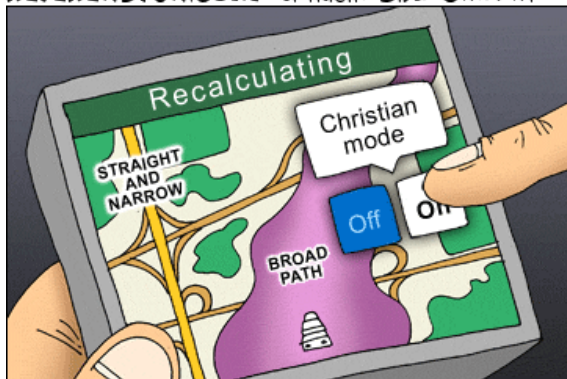 Recalculating
Christian
mode
STRAIGHT
AND
NARROW
Off
On
BROAD
PATH